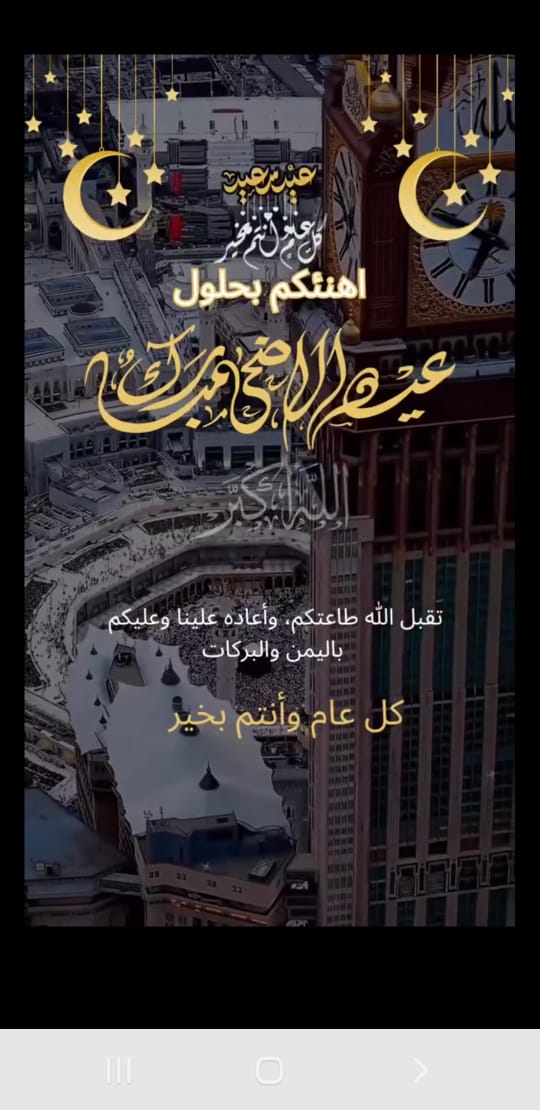 عيد سعيد
كل عام وأنتم بخير
اهنئكم بحلول
عيد الاضحى مبارك
الله أكبر
تقبل الله طاعتكم، وأعاده علينا وعليكم
باليمن والبركات
كل عام وأنتم بخير